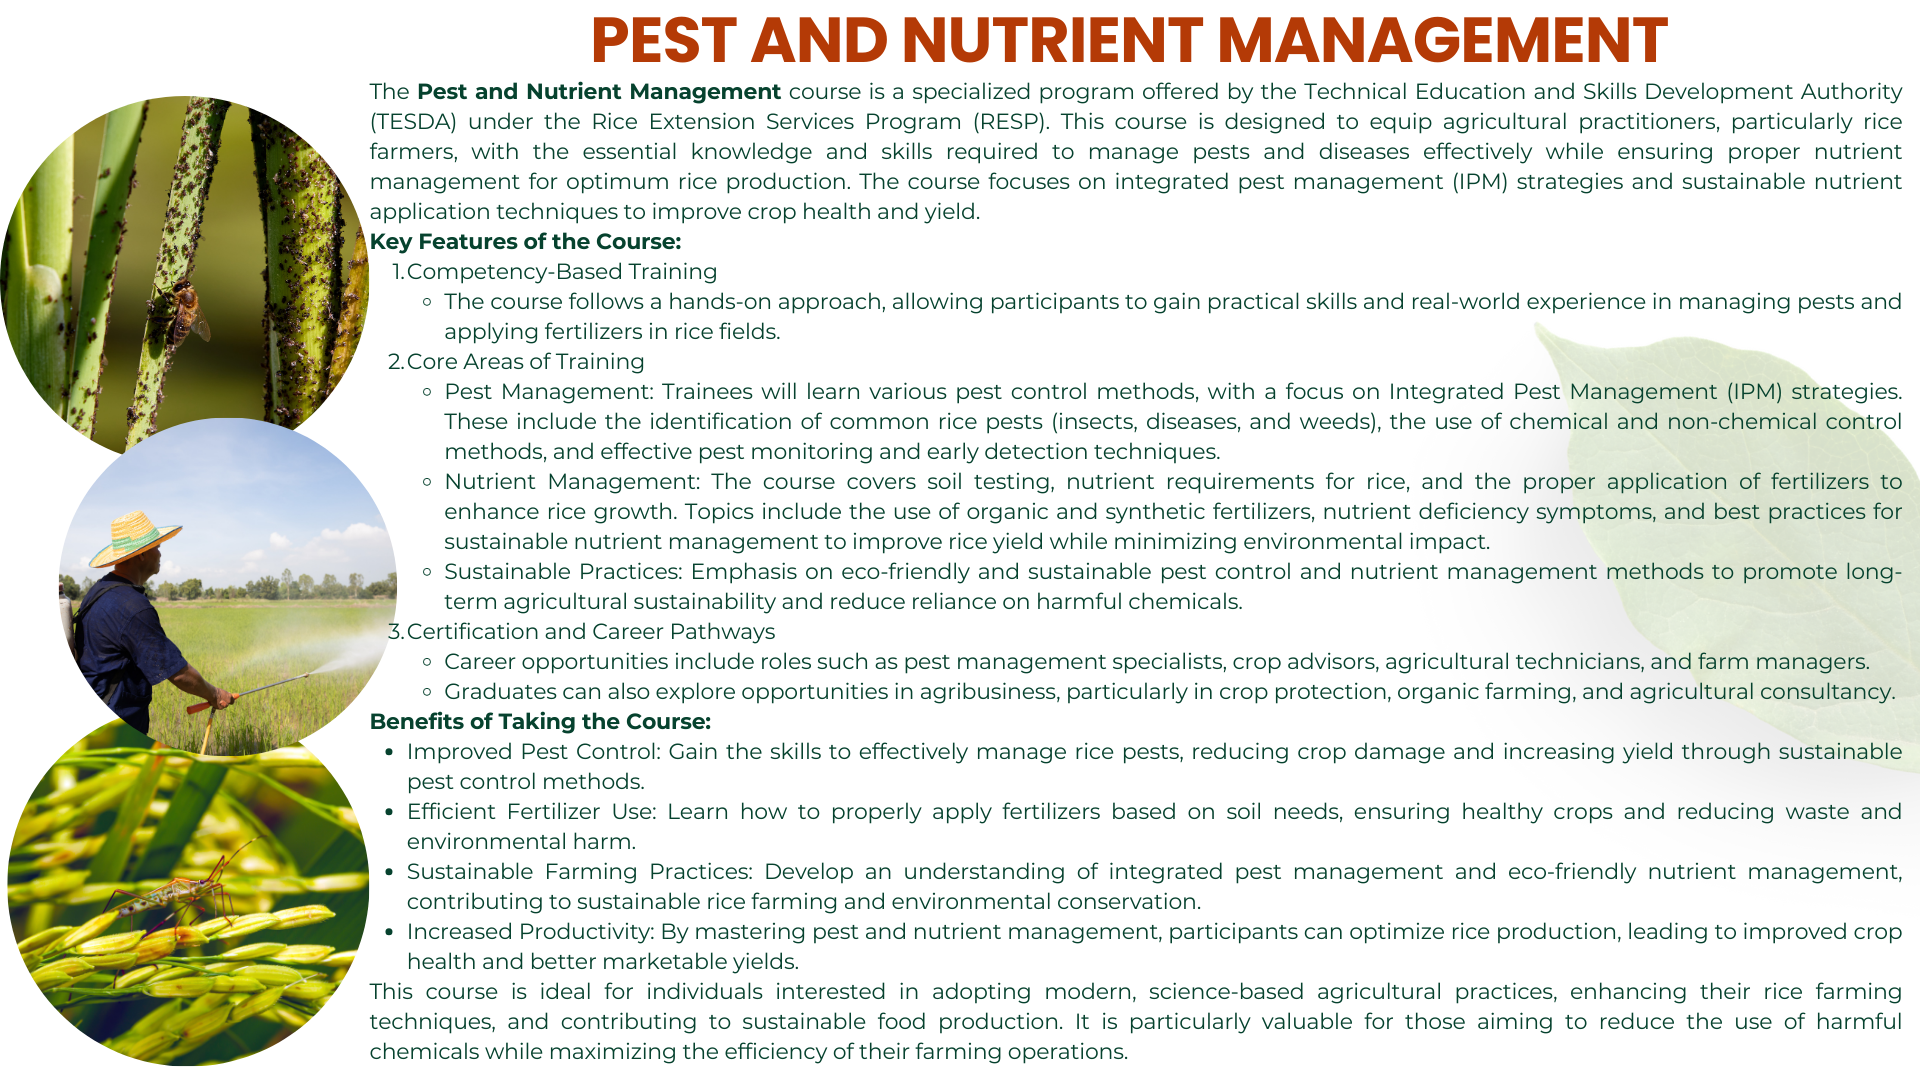 PEST AND NUTRIENT MANAGEMENT
The Pest and Nutrient Management course is a specialized program offered by the Technical Education and Skills Development Authority
(TESDA) under the Rice Extension Services Program (RESP). This course is designed to equip agricultural practitioners, particularly rice
farmers, with the essential knowledge and skills required to manage pests and diseases effectively while ensuring proper nutrient
management for optimum rice production. The course focuses on integrated pest management (IPM) strategies and sustainable nutrient
application techniques to improve crop health and yield.
Key Features of the Course:
1. Competency-Based Training
◦ The course follows a hands-on approach, allowing participants to gain practical skills and real-world experience in managing pests and
applying fertilizers in rice fields.
2. Core Areas of Training
◦ Pest Management: Trainees will learn various pest control methods, with a focus on Integrated Pest Management (IPM) strategies.
These include the identification of common rice pests (insects, diseases, and weeds), the use of chemical and non-chemical control
methods, and effective pest monitoring and early detection techniques.
◦ Nutrient Management: The course covers soil testing, nutrient requirements for rice, and the proper application of fertilizers to
enhance rice growth. Topics include the use of organic and synthetic fertilizers, nutrient deficiency symptoms, and best practices for
sustainable nutrient management to improve rice yield while minimizing environmental impact.
◦ Sustainable Practices: Emphasis on eco-friendly and sustainable pest control and nutrient management methods to promote long-
term agricultural sustainability and reduce reliance on harmful chemicals.
3. Certification and Career Pathways
◦ Career opportunities include roles such as pest management specialists, crop advisors, agricultural technicians, and farm managers.
◦ Graduates can also explore opportunities in agribusiness, particularly in crop protection, organic farming, and agricultural consultancy.
Benefits of Taking the Course:
• Improved Pest Control: Gain the skills to effectively manage rice pests, reducing crop damage and increasing yield through sustainable
pest control methods.
• Efficient Fertilizer Use: Learn how to properly apply fertilizers based on soil needs, ensuring healthy crops and reducing waste and
environmental harm.
• Sustainable Farming Practices: Develop an understanding of integrated pest management and eco-friendly nutrient management,
contributing to sustainable rice farming and environmental conservation.
• Increased Productivity: By mastering pest and nutrient management, participants can optimize rice production, leading to improved crop
health and better marketable yields.
This course is ideal for individuals interested in adopting modern, science-based agricultural practices, enhancing their rice farming
techniques, and contributing to sustainable food production. It is particularly valuable for those aiming to reduce the use of harmful
chemicals while maximizing the efficiency of their farming operations.